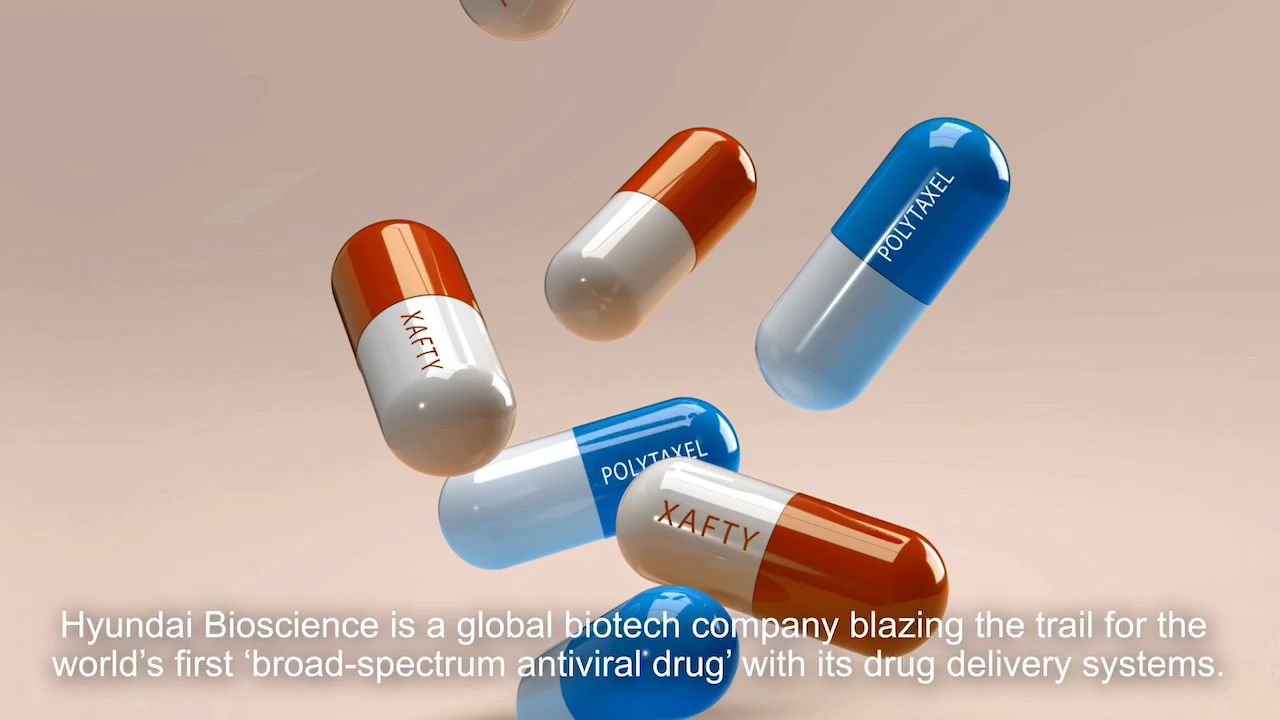 POLYTAXEL
XAFTY
POLYTAXEL
XAFTY
Hyundai Bioscience is a global biotech company blazing the trail for the
world’s first ‘broad-spectrum antiviral drug’ with its drug delivery systems.